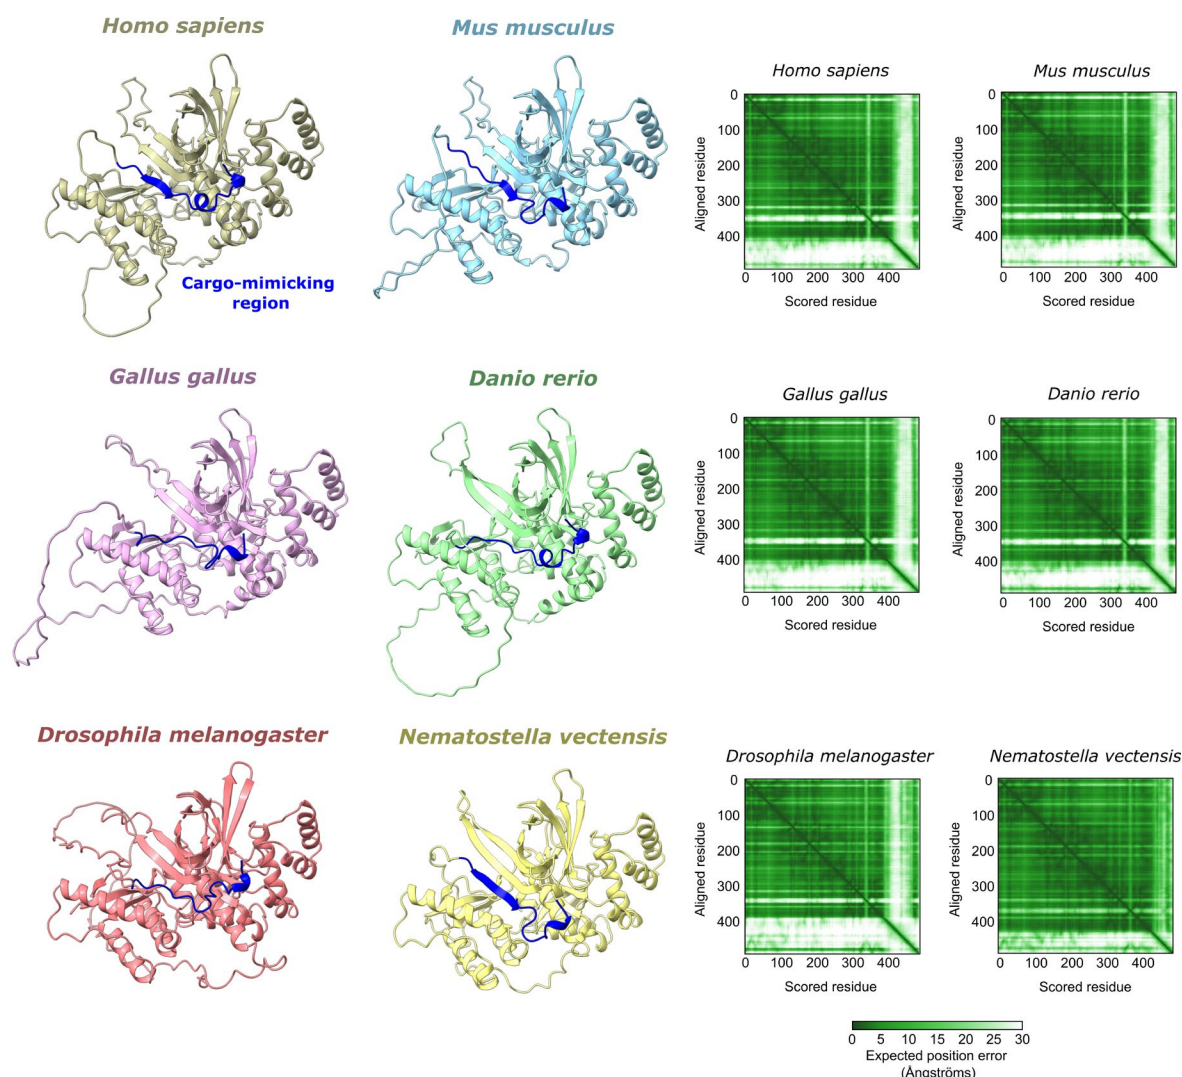 Homo sapiens
Mus musculus
Cargo-mimicking
region
Homo sapiens
0
100
200
300
400
Aligned residue
0 100 200 300 400
Scored residue
Mus musculus
0
100
200
300
400
Aligned residue
0 100 200 300 400
Scored residue
Gallus gallus
Danio rerio
Gallus gallus
0
100
200
300
400
Aligned residue
0 100 200 300 400
Scored residue
Danio rerio
0
100
200
300
400
Aligned residue
0 100 200 300 400
Scored residue
Drosophila melanogaster
Nematostella vectensis
Drosophila melanogaster
0
100
200
300
400
Aligned residue
0 100 200 300 400
Scored residue
Nematostella vectensis
0
100
200
300
400
Aligned residue
0 100 200 300 400
Scored residue
0 5 10 15 20 25 30
Expected position error
(Ångströms)